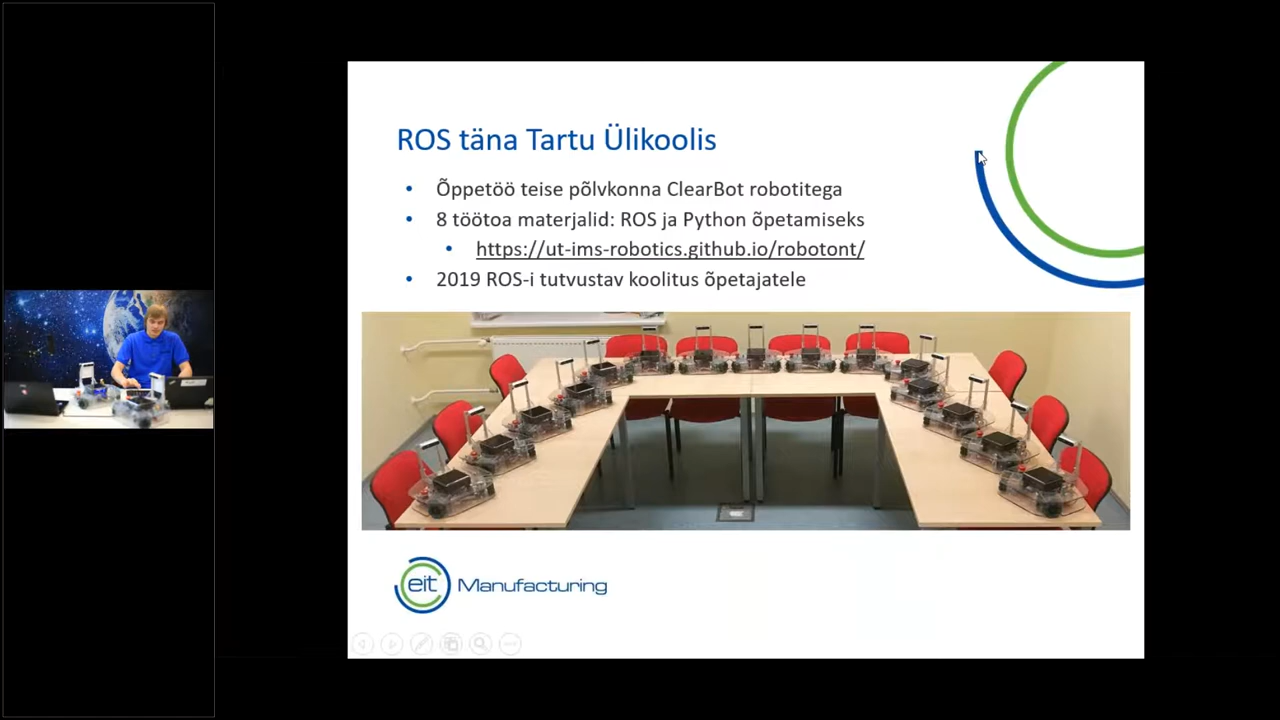 ROS täna Tartu Ülikoolis
Õppetöö teise põlvkonna ClearBot robotitega
8 töötoa materjalid: ROS ja Python õpetamiseks
https://ut-ims-robotics.github.io/robotont/
2019 ROS-i tutvustav koolitus õpetajatele
eit Manufacturing